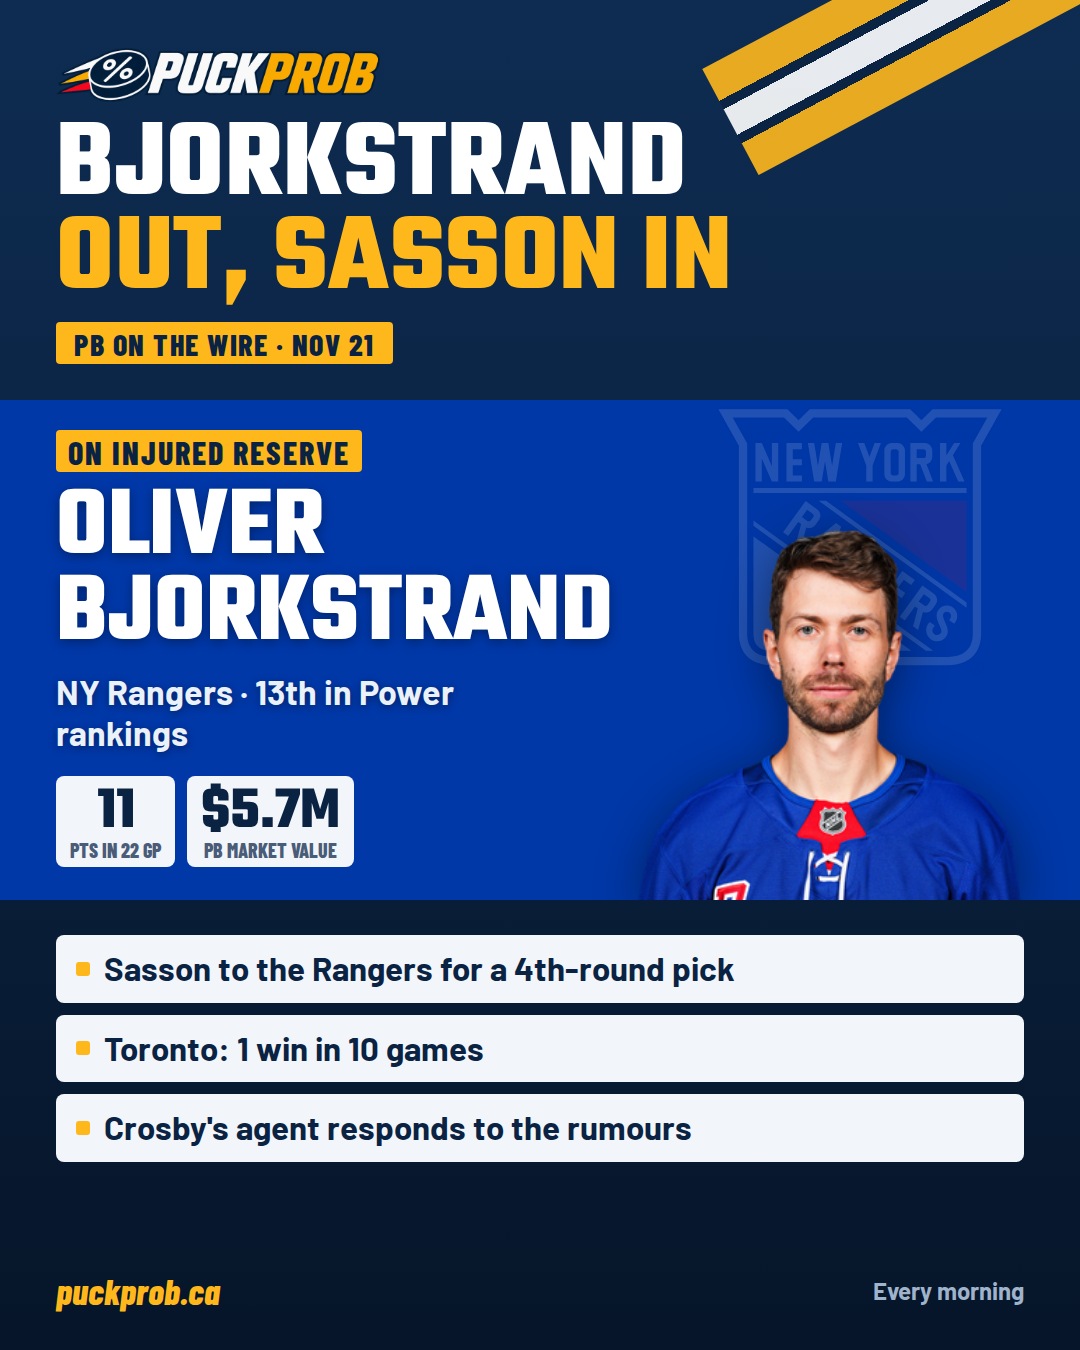 PUCKPROB
BJORKSTRAND
OUT, SASSON IN
PB ON THE WIRE · NOV 21
ON INJURED RESERVE
NEW YORK
OLIVER
BJORKSTRAND
NY Rangers · 13th in Power
rankings
11
PTS IN 22 GP
$5.7M
PB MARKET VALUE
Sasson to the Rangers for a 4th-round pick
Toronto: 1 win in 10 games
Crosby's agent responds to the rumours
puckprob.ca
Every morning